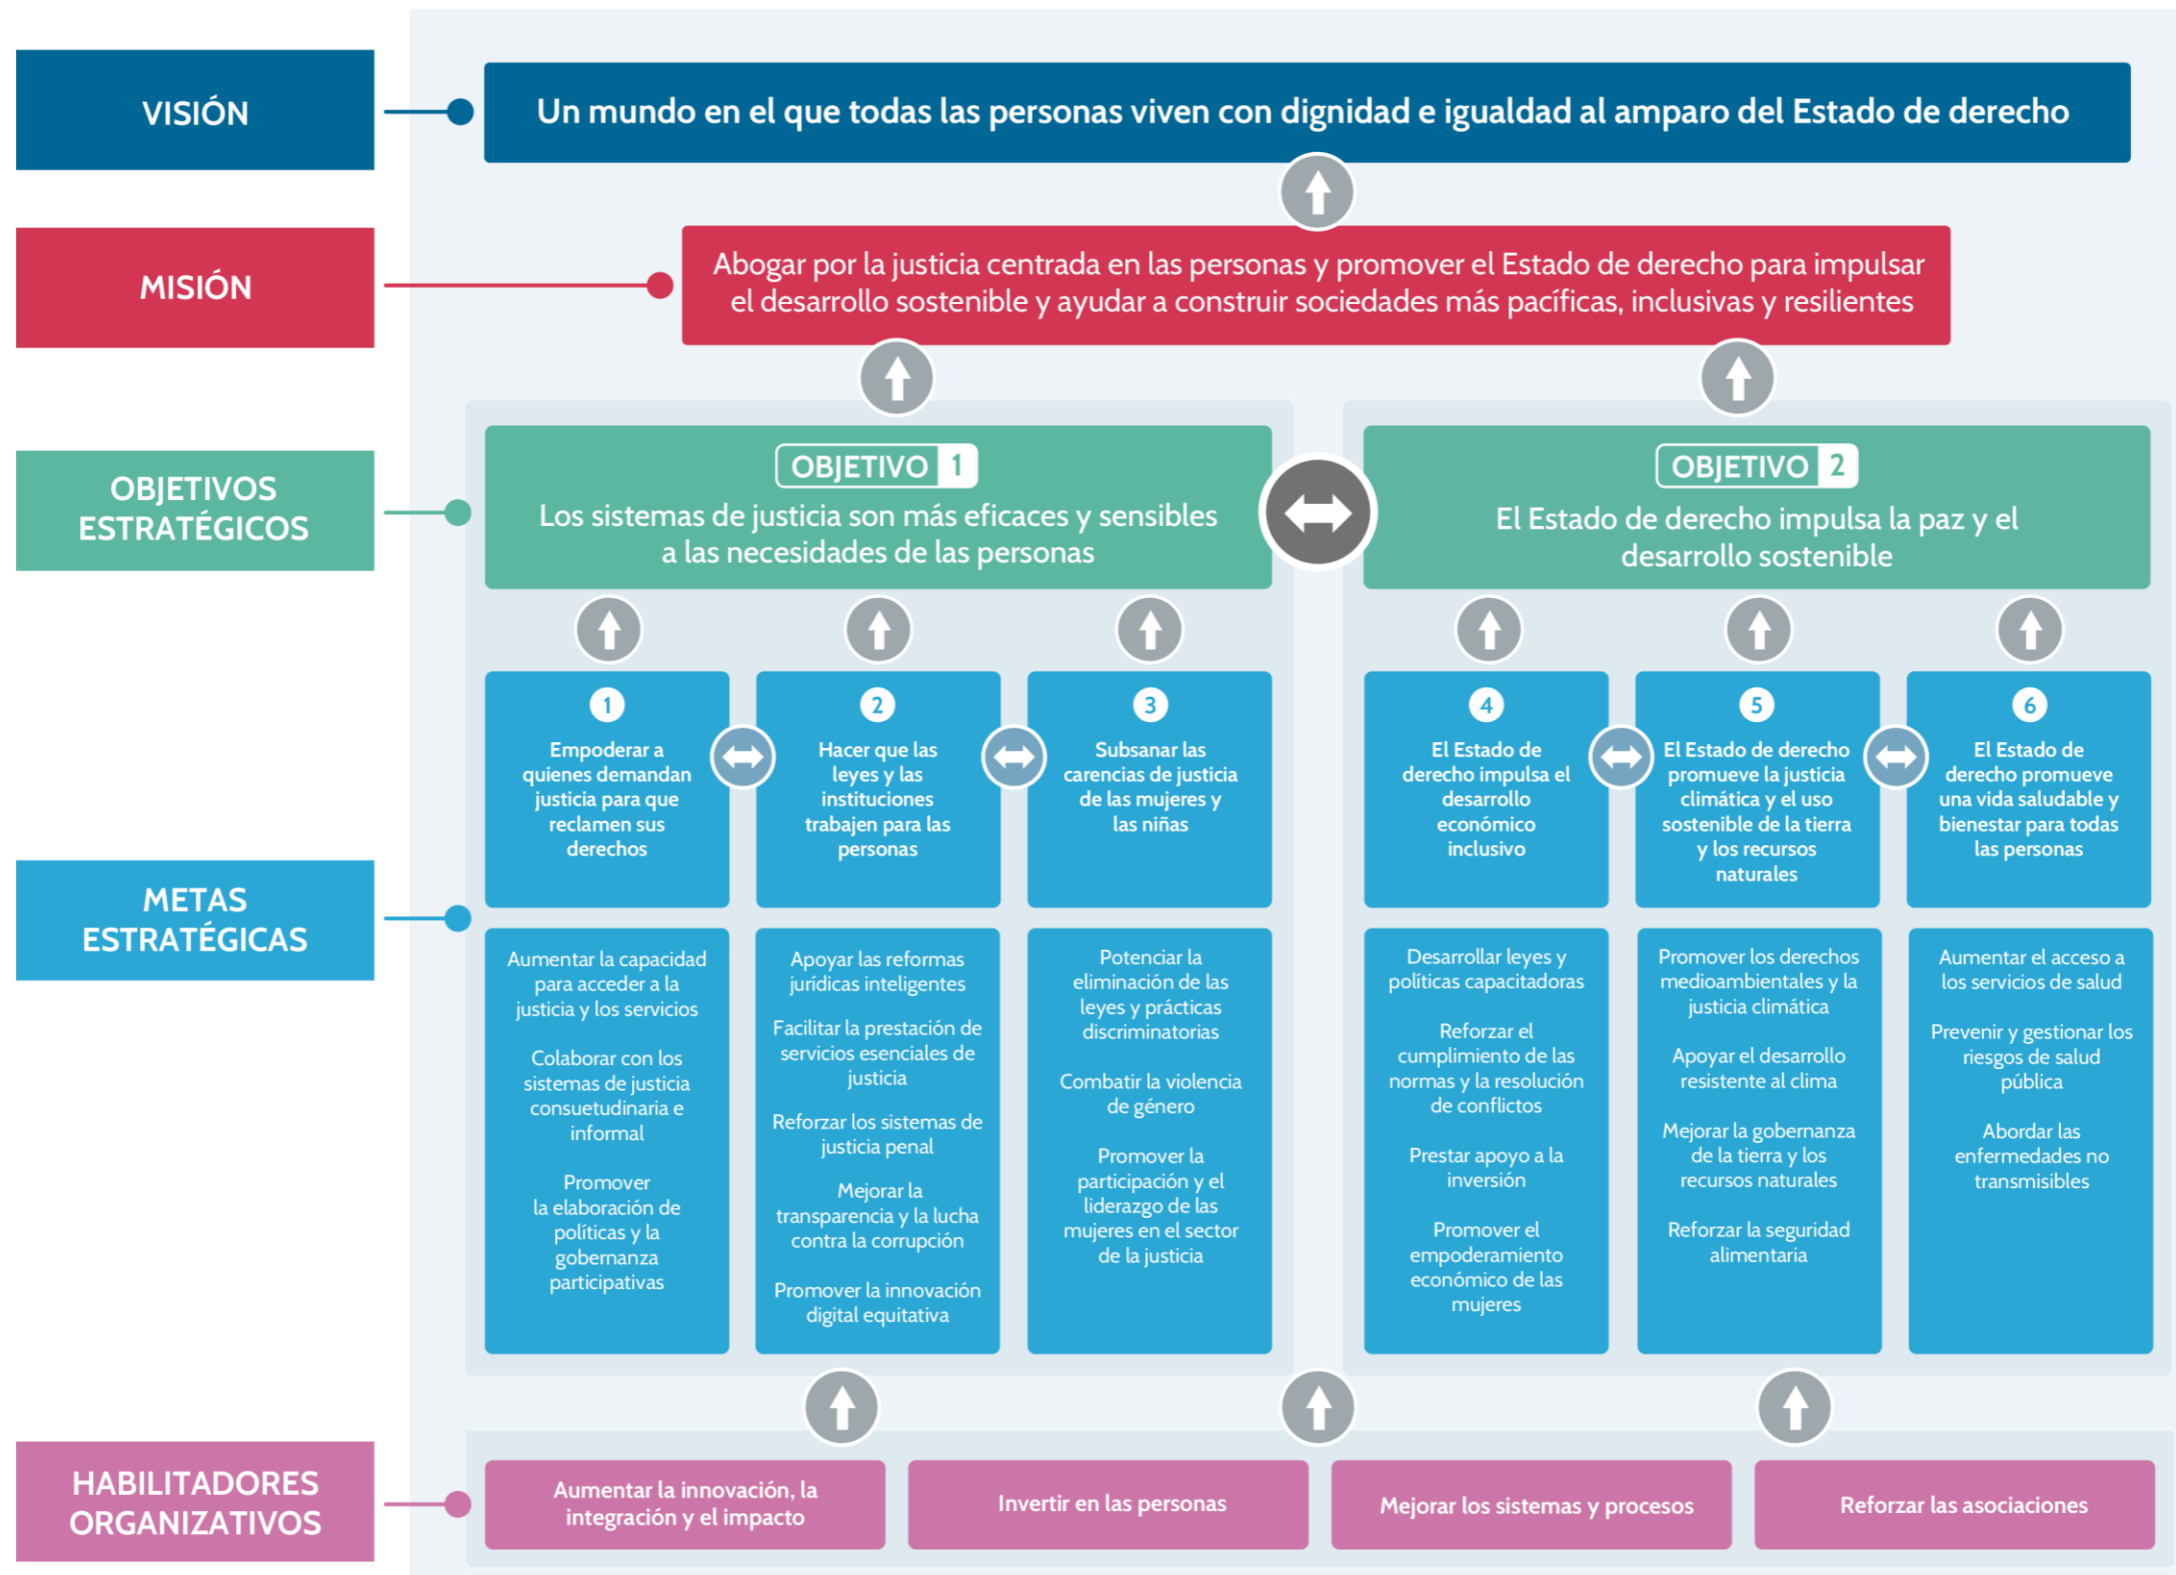 VISIÓN
Un mundo en el que todas las personas viven con dignidad e igualdad al amparo del Estado de derecho
MISIÓN
Abogar por la justicia centrada en las personas y promover el Estado de derecho para impulsar
el desarrollo sostenible y ayudar a construir sociedades más pacíficas, inclusivas y resilientes
OBJETIVOS
ESTRATÉGICOS
OBJETIVO 1
Los sistemas de justicia son más eficaces y sensibles
a las necesidades de las personas
OBJETIVO 2
El Estado de derecho impulsa la paz y el
desarrollo sostenible
METAS
ESTRATÉGICAS
1
Empoderar a
quienes demandan
justicia para que
reclamen sus
derechos
Aumentar la capacidad
para acceder a la
justicia y los servicios
Colaborar con los
sistemas de justicia
consuetudinaria e
informal
Promover
la elaboración de
políticas y la
gobernanza
participativas
2
Hacer que las
leyes y las
instituciones
trabajen para las
personas
Apoyar las reformas
jurídicas inteligentes
Facilitar la prestación de
servicios esenciales de
justicia
Reforzar los sistemas de
justicia penal
Mejorar la
transparencia y la lucha
contra la corrupción
Promover la innovación
digital equitativa
3
Subsanar las
carencias de justicia
de las mujeres y
las niñas
Potenciar la
eliminación de las
leyes y prácticas
discriminatorias
Combatir la violencia
de género
Promover la
participación y el
liderazgo de las
mujeres en el sector
de la justicia
4
El Estado de
derecho impulsa el
desarrollo
económico
inclusivo
Desarrollar leyes y
políticas capacitadoras
Reforzar el
cumplimiento de las
normas y la resolución
de conflictos
Prestar apoyo a la
inversión
Promover el
empoderamiento
económico de las
mujeres
5
El Estado de derecho
promueve la justicia
climática y el uso
sostenible de la tierra
y los recursos
naturales
Promover los derechos
medioambientales y la
justicia climática
Apoyar el desarrollo
resistente al clima
Mejorar la gobernanza
de la tierra y los
recursos naturales
Reforzar la seguridad
alimentaria
6
El Estado de
derecho promueve
una vida saludable y
bienestar para todas
las personas
Aumentar el acceso a
los servicios de salud
Prevenir y gestionar los
riesgos de salud
pública
Abordar las
enfermedades no
transmisibles
HABILITADORES
ORGANIZATIVOS
Aumentar la innovación, la
integración y el impacto
Invertir en las personas
Mejorar los sistemas y procesos
Reforzar las asociaciones